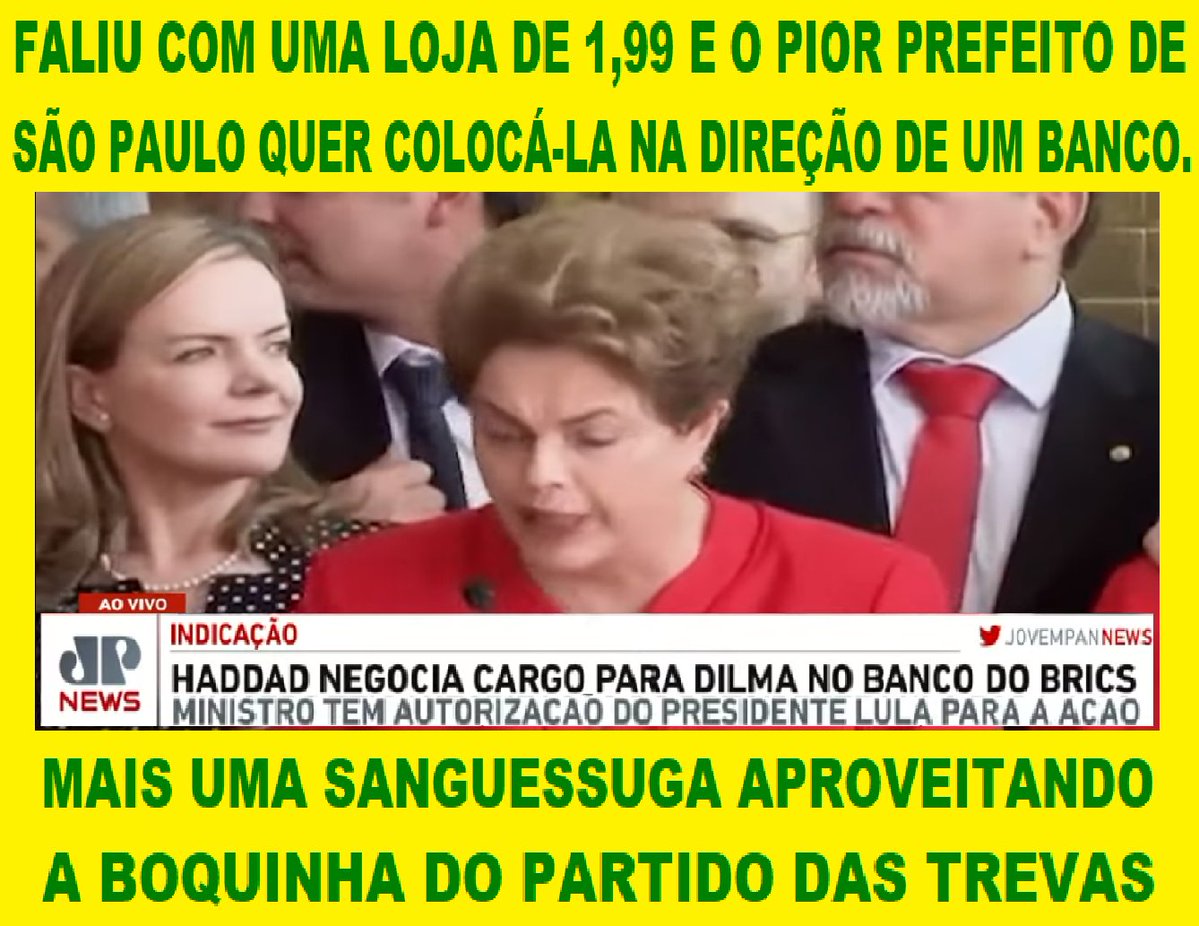 FALIU COM UMA LOJA DE 1,99 E O PIOR PREFEITO DE
SÃO PAULO QUER COLOCÁ-LA NA DIREÇÃO DE UM BANCO.
AO VIVO
JP
NEWS
INDICAÇÃO
JOVEMPANNEWS
HADDAD NEGOCIA CARGO PARA DILMA NO BANCO DO BRICS
MINISTRO TEM AUTORIZACAO DO PRESIDENTE LULA PARA A ACAO
MAIS UMA SANGUESSUGA APROVEITANDO
A BOQUINHA DO PARTIDO DAS TREVAS